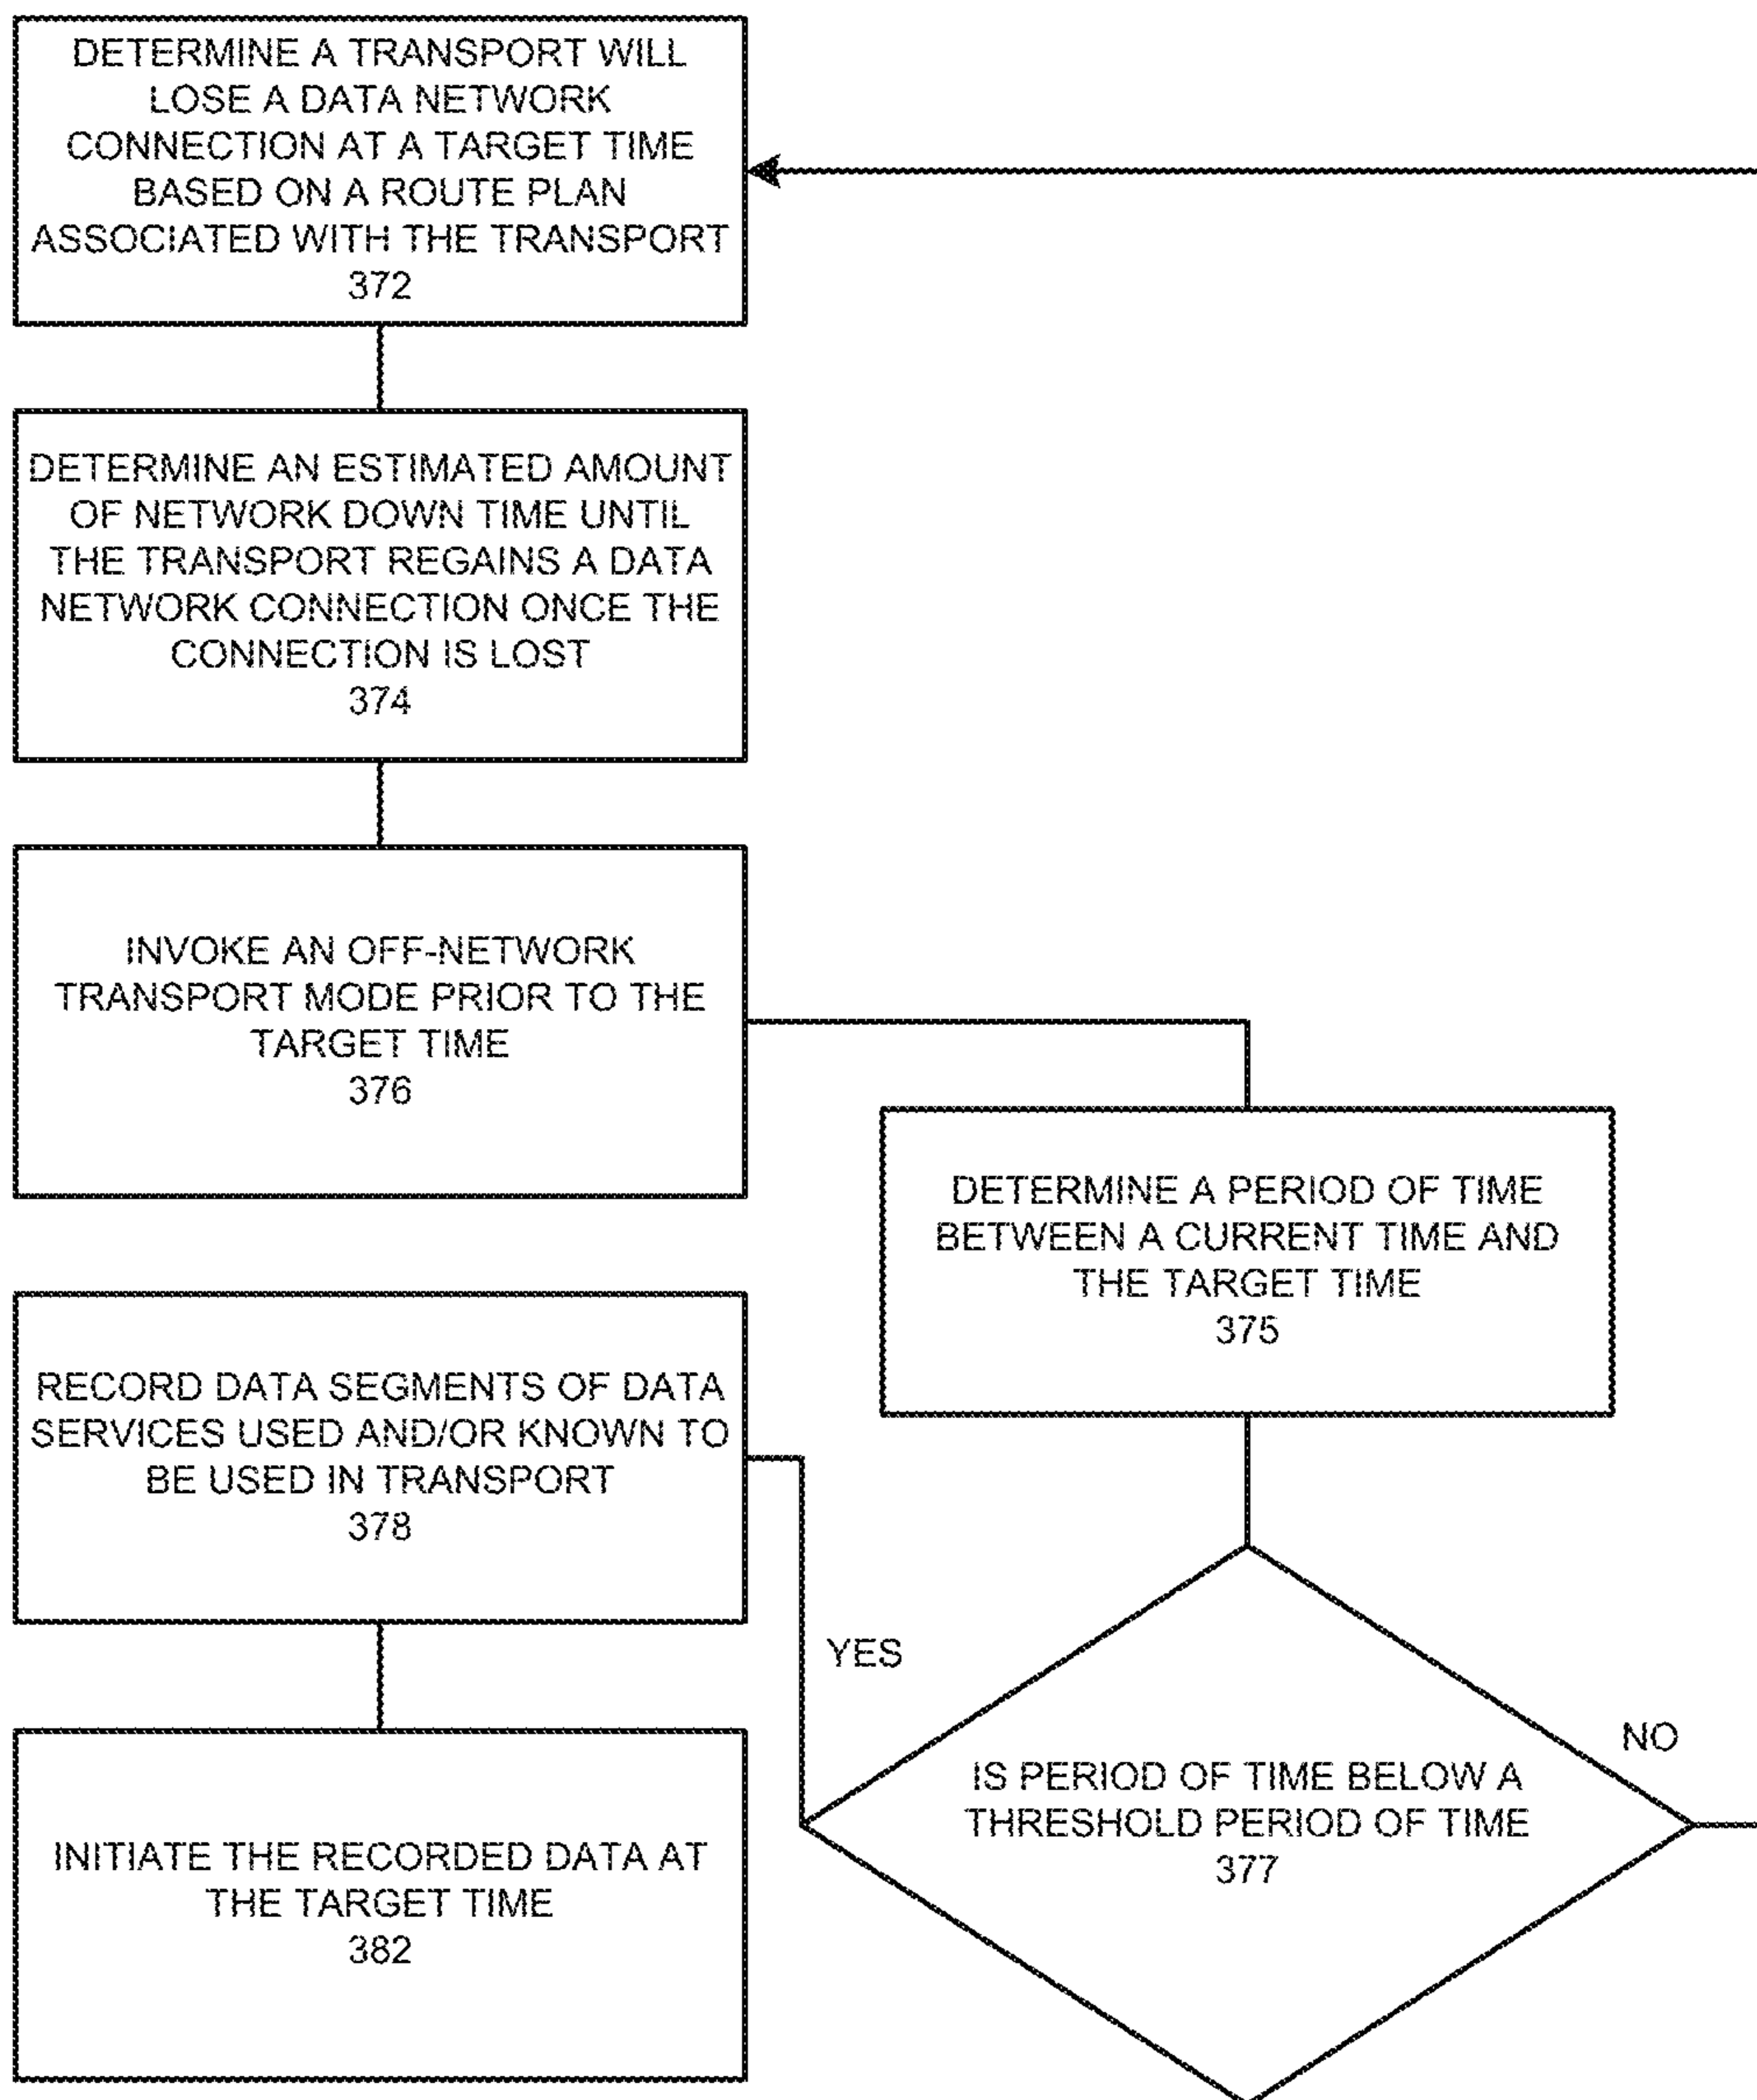 DETERMINE A TRANSPORT WILL
LOSE A DATA NETWORK
CONNECTION AT A TARGET TIME
BASED ON A ROUTE PLAN
ASSOCIATED WITH THE TRANSPORT
372
DETERMINE AN ESTIMATED AMOUNT
OF NETWORK DOWN TIME UNTIL
THE TRANSPORT REGAINS A DATA
NETWORK CONNECTION ONCE THE
CONNECTION IS LOST
374
INVOKE AN OFF-NETWORK
TRANSPORT MODE PRIOR TO THE
TARGET TIME
376
DETERMINE A PERIOD OF TIME
BETWEEN A CURRENT TIME AND
THE TARGET TIME
375
IS PERIOD OF TIME BELOW A
THRESHOLD PERIOD OF TIME
377
YES
NO
RECORD DATA SEGMENTS OF DATA
SERVICES USED AND/OR KNOWN TO
BE USED IN TRANSPORT
378
INITIATE THE RECORDED DATA AT
THE TARGET TIME
382